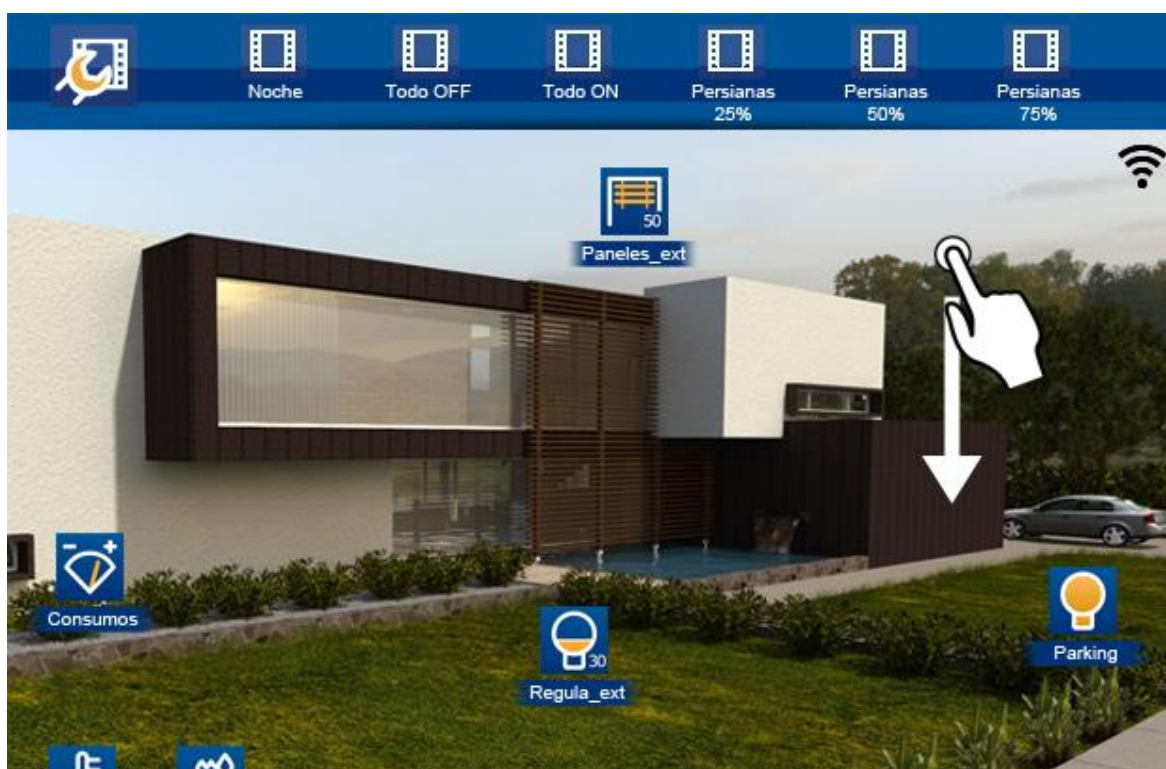 Noche
Todo OFF
Todo ON
Persianas
25%
Persianas
50%
Persianas
75%
50
Paneles_ext
Consumos
30
Regula_ext
Parking